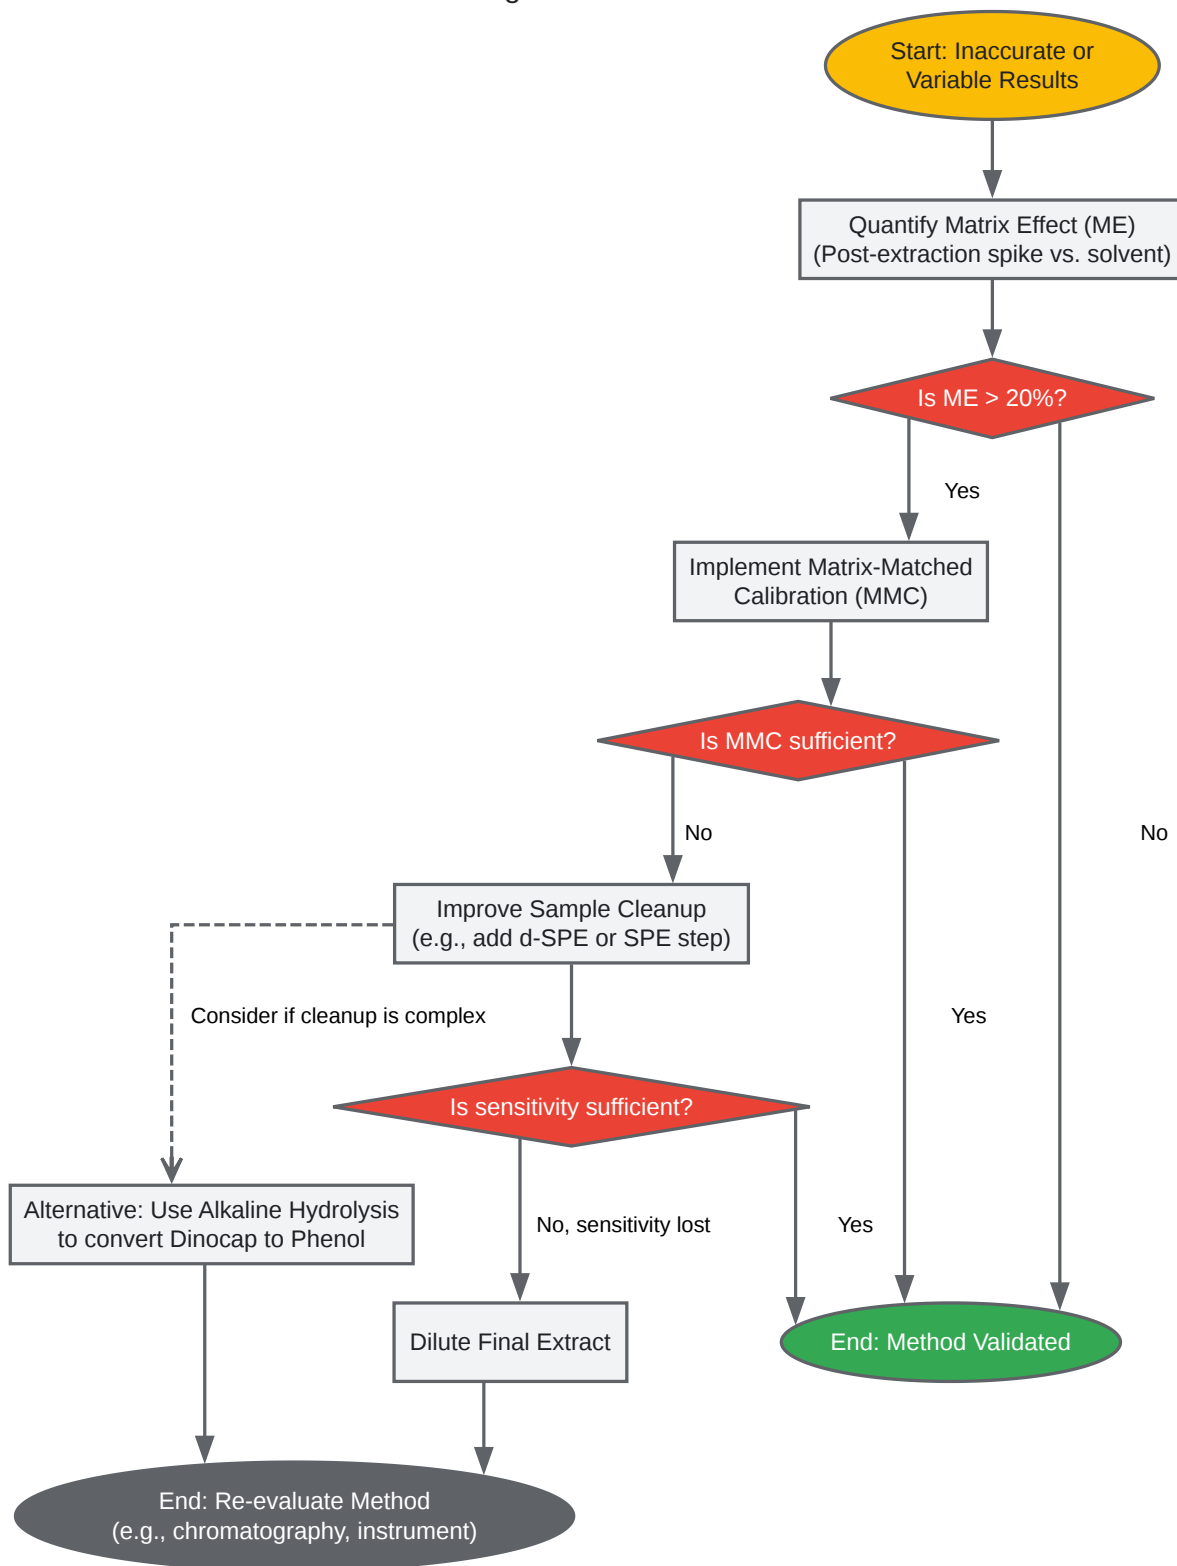 Start: Inaccurate or
Variable Results
Quantify Matrix Effect (ME)
(Post-extraction spike vs. solvent)
Is ME > 20%?
Yes
Implement Matrix-Matched
Calibration (MMC)
Is MMC sufficient?
No
No
Improve Sample Cleanup
(e.g., add d-SPE or SPE step)
Consider if cleanup is complex
Yes
Is sensitivity sufficient?
Alternative: Use Alkaline Hydrolysis
to convert Dinocap to Phenol
No, sensitivity lost
Yes
Dilute Final Extract
End: Method Validated
End: Re-evaluate Method
(e.g., chromatography, instrument)